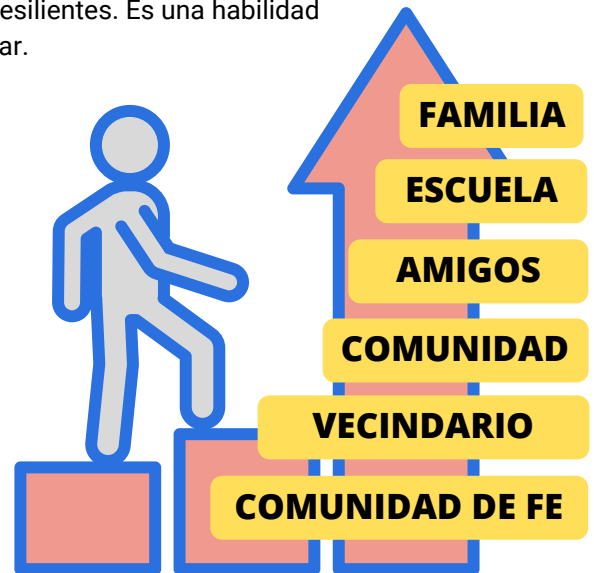 esilientes. Es una habilidad
ar.
FAMILIA
ESCUELA
AMIGOS
COMUNIDAD
VECINDARIO
COMUNIDAD DE FE